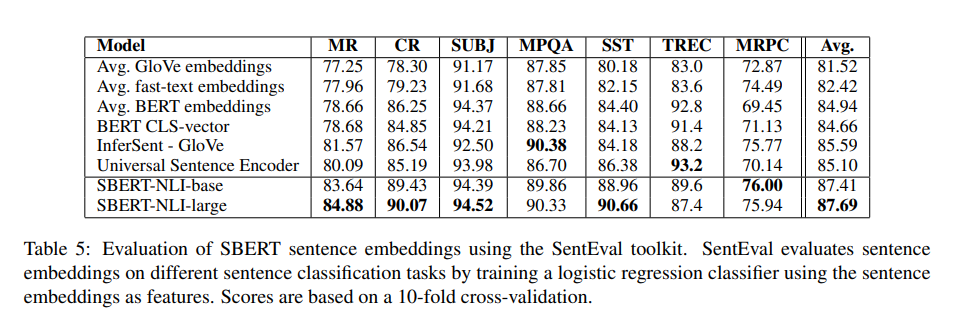 Model MR CR SUBJ MPQA SST TREC MRPC Avg.
Avg. GloVe embeddings 77.25 78.30 91.17 87.85 80.18 83.0 72.87 81.52
Avg. fast-text embeddings 77.96 79.23 91.68 87.81 82.15 83.6 74.49 82.42
Avg. BERT embeddings 78.66 86.25 94.37 88.66 84.40 92.8 69.45 84.94
BERT CLS-vector 78.68 84.85 94.21 88.23 84.13 91.4 71.13 84.66
InferSent - GloVe 81.57 86.54 92.50 90.38 84.18 88.2 75.77 85.59
Universal Sentence Encoder 80.09 85.19 93.98 86.70 86.38 93.2 70.14 85.10
SBERT-NLI-base 83.64 89.43 94.39 89.86 88.96 89.6 76.00 87.41
SBERT-NLI-large 84.88 90.07 94.52 90.33 90.66 87.4 75.94 87.69
Table 5: Evaluation of SBERT sentence embeddings using the SentEval toolkit. SentEval evaluates sentence
embeddings on different sentence classification tasks by training a logistic regression classifier using the sentence
embeddings as features. Scores are based on a 10-fold cross-validation.